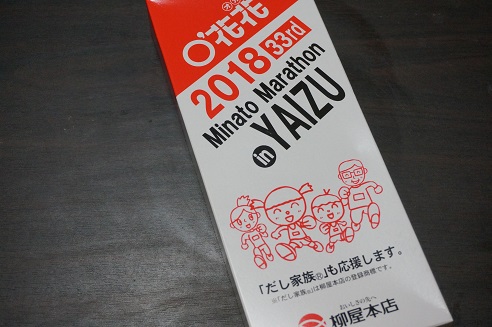 2018 33rd
Minato Marathon
in YAIZU
「だし家族®」も応援します。
※「だし家族®」は柳屋本店の登録商標です。
おいしさの先へ
柳屋本店